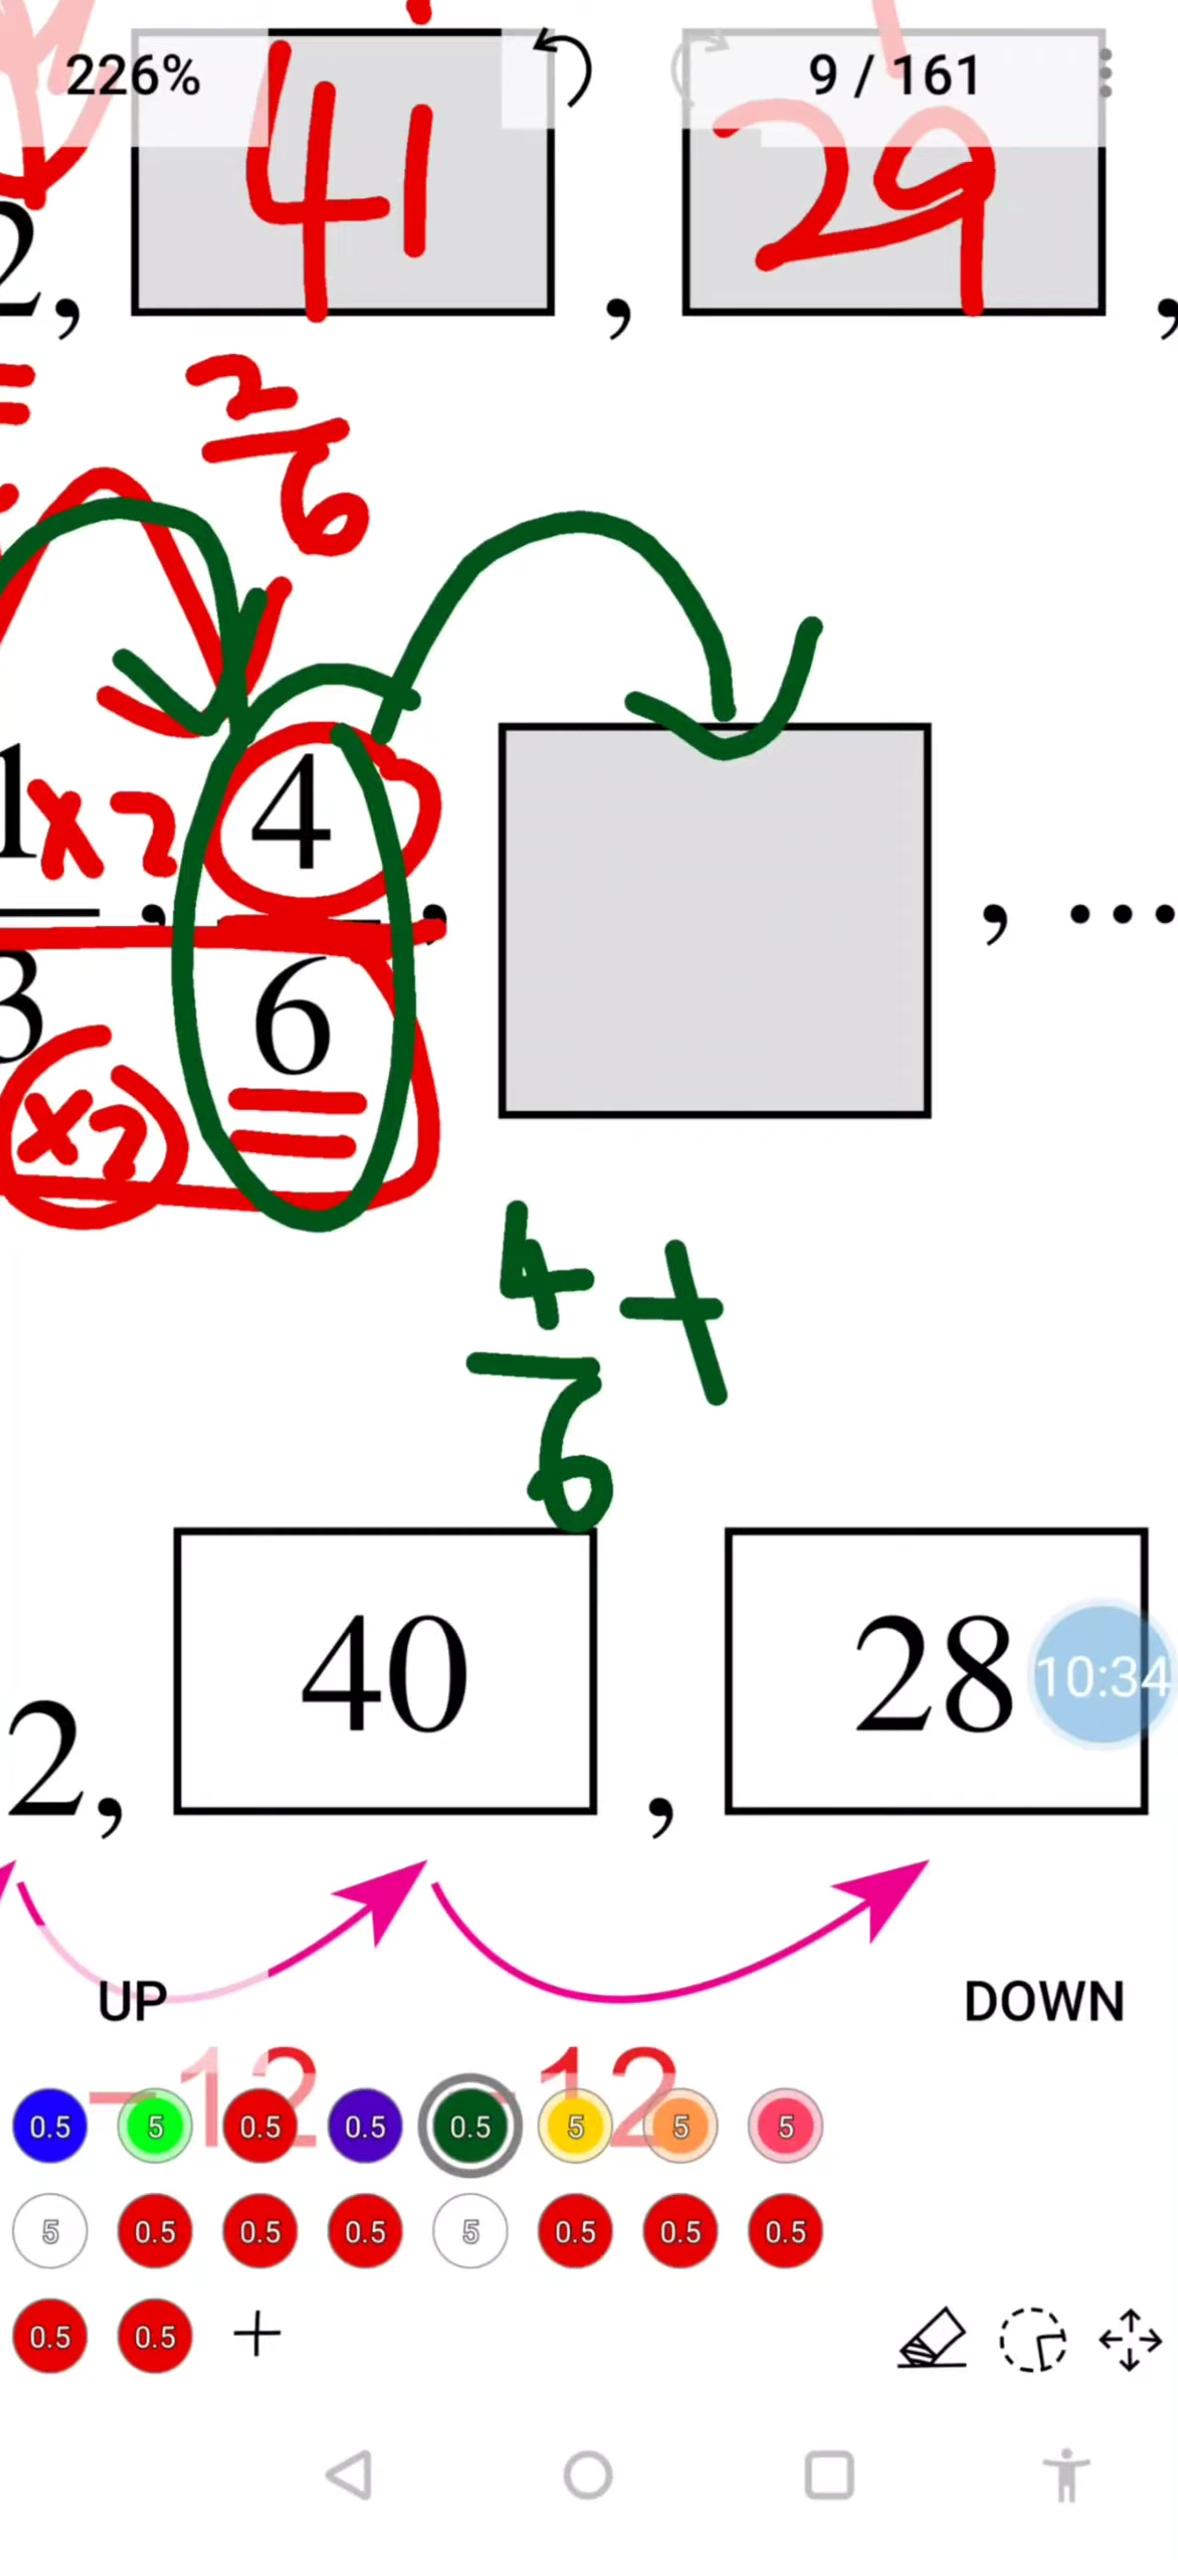 226% 9 / 161
2, 41 , 29 ,
=
2
6
1 x2 , 4 , , ...
3 x2 6
4 +
6
2, 40 , 28
10:34
UP DOWN
-12 -12
0.5 5 0.5 0.5 0.5 5 5 5
5 0.5 0.5 0.5 5 0.5 0.5 0.5
0.5 0.5 +